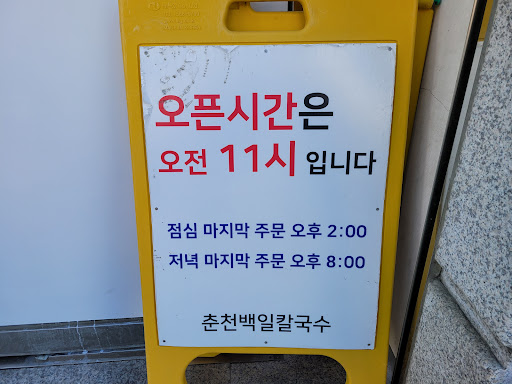 오픈시간은
오전 11시 입니다
점심 마지막 주문 오후 2:00
저녁 마지막 주문 오후 8:00
춘천백일칼국수